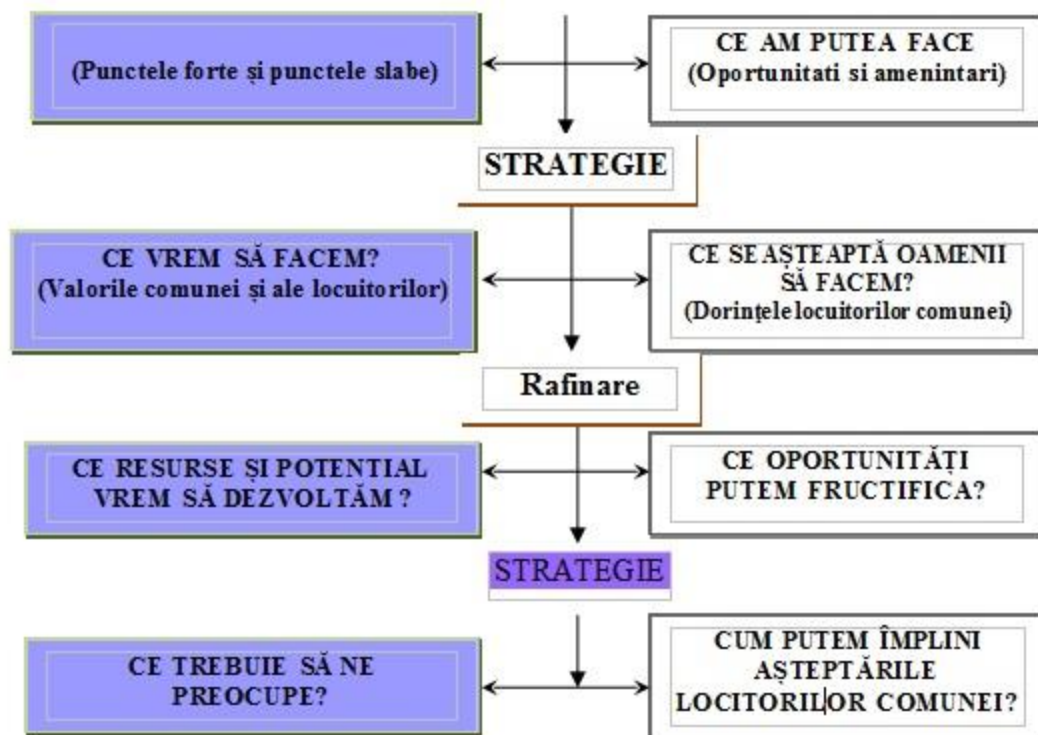 (Punctele forte și punctele slabe)
CE AM PUTEA FACE
(Oportunitati si amenintari)
STRATEGIE
CE VREM SĂ FACEM?
(Valorile comunei și ale locuitorilor)
CE SE AȘTEAPTĂ OAMENII
SĂ FACEM?
(Dorințele locuitorilor comunei)
Rafinare
CE RESURSE ȘI POTENTIAL
VREM SĂ DEZVOLTĂM ?
CE OPORTUNITĂȚI
PUTEM FRUCTIFICA?
STRATEGIE
CE TREBUIE SĂ NE
PREOCUPE?
CUM PUTEM ÎMPLINI
AȘTEPTĂRILE
LOCITORILOR COMUNEI?